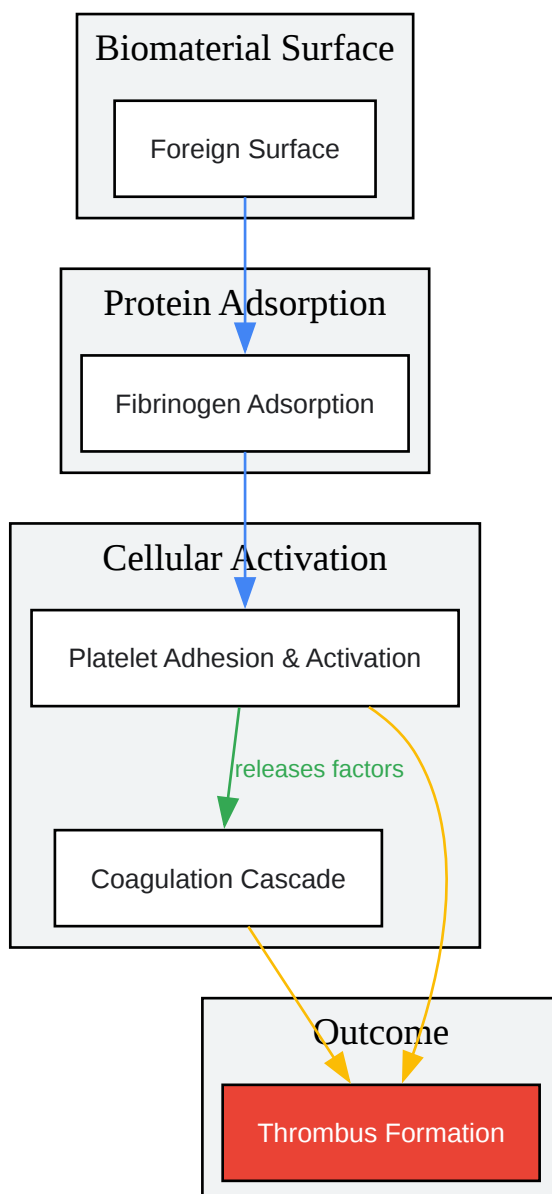 Biomaterial Surface
Foreign Surface
Protein Adsorption
Fibrinogen Adsorption
Cellular Activation
Platelet Adhesion & Activation
releases factors
Coagulation Cascade
Outcome
Thrombus Formation